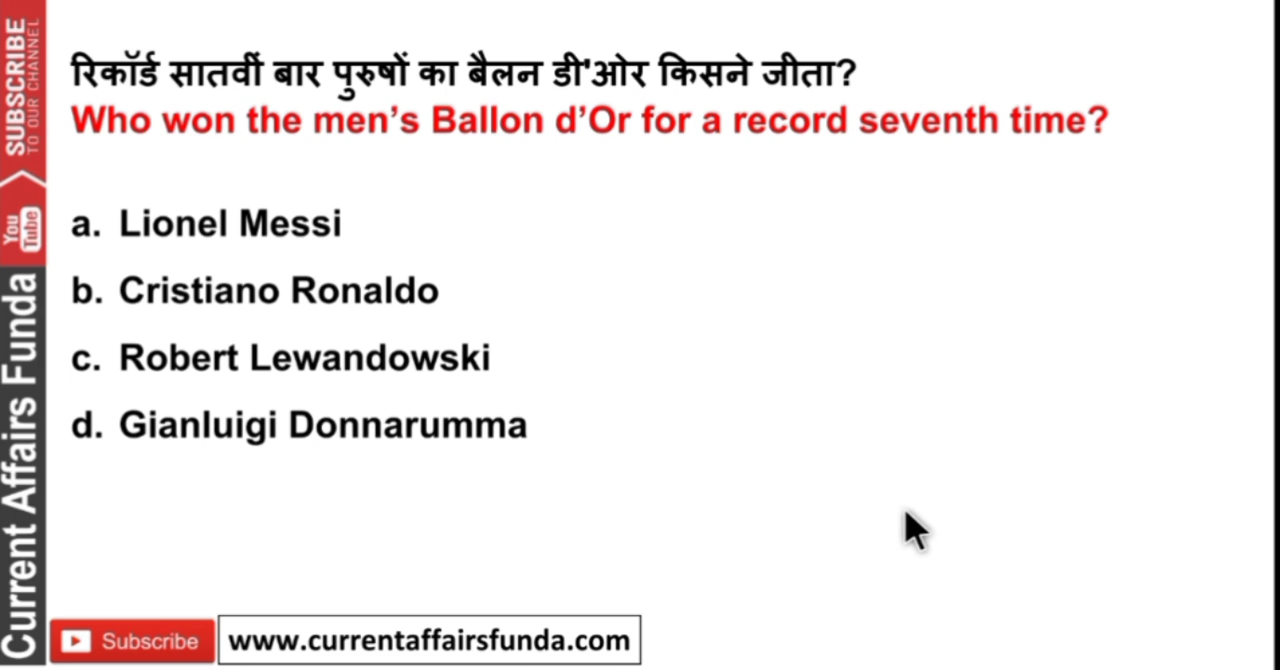 रिकॉर्ड सातवीं बार पुरुषों का बैलन डी'ओर किसने जीता?
Who won the men’s Ballon d’Or for a record seventh time?
a. Lionel Messi
b. Cristiano Ronaldo
c. Robert Lewandowski
d. Gianluigi Donnarumma
SUBSCRIBE
TO OUR CHANNEL
You
Tube
Current Affairs Funda
Subscribe
www.currentaffairsfunda.com